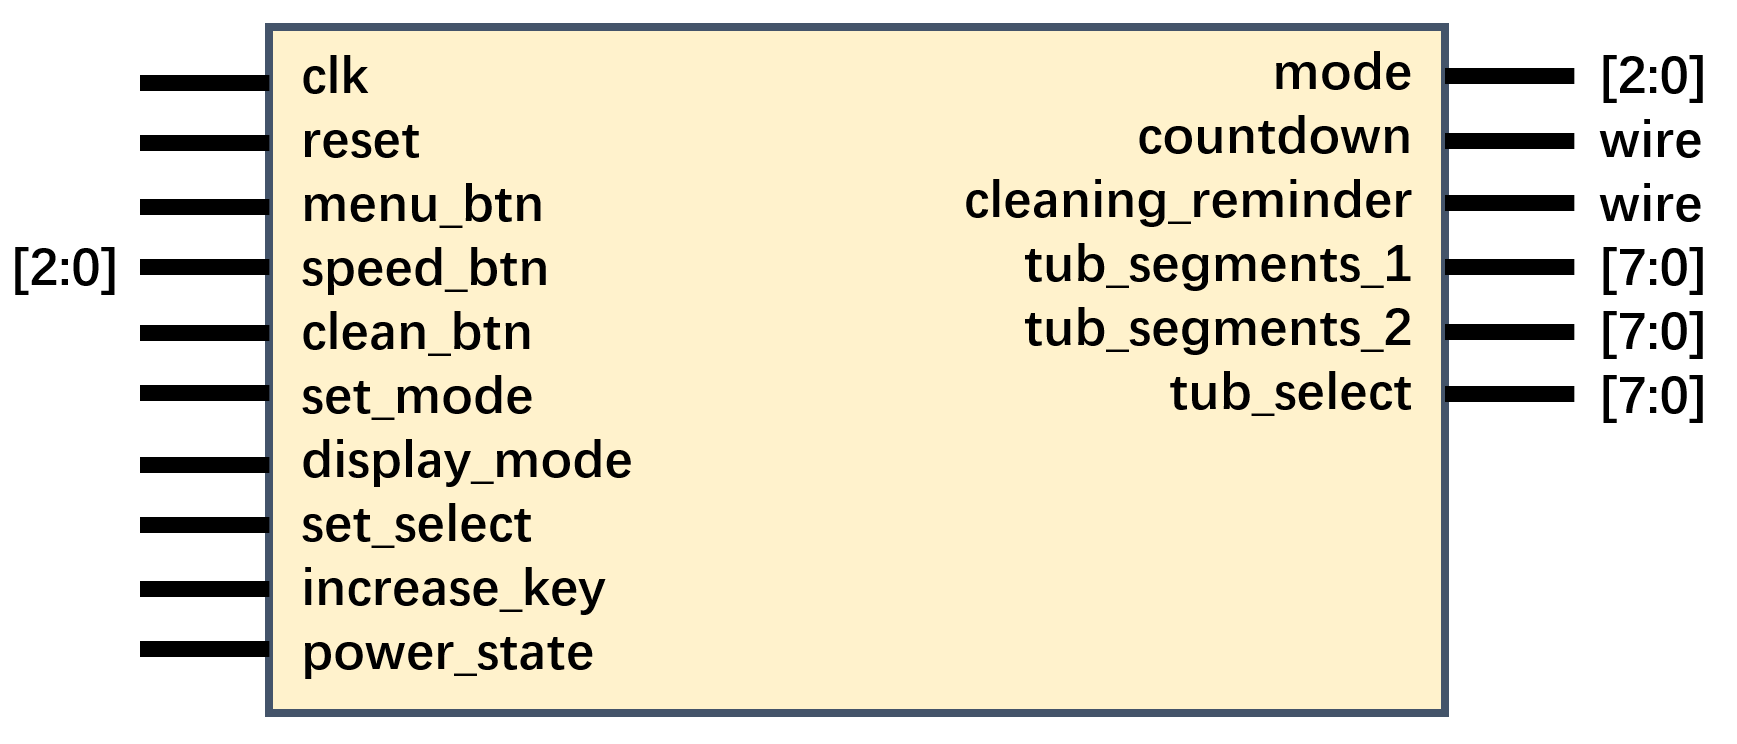 clk
reset
menu_btn
[2:0] speed_btn
clean_btn
set_mode
display_mode
set_select
increase_key
power_state
mode [2:0]
countdown wire
cleaning_reminder wire
tub_segments_1 [7:0]
tub_segments_2 [7:0]
tub_select [7:0]